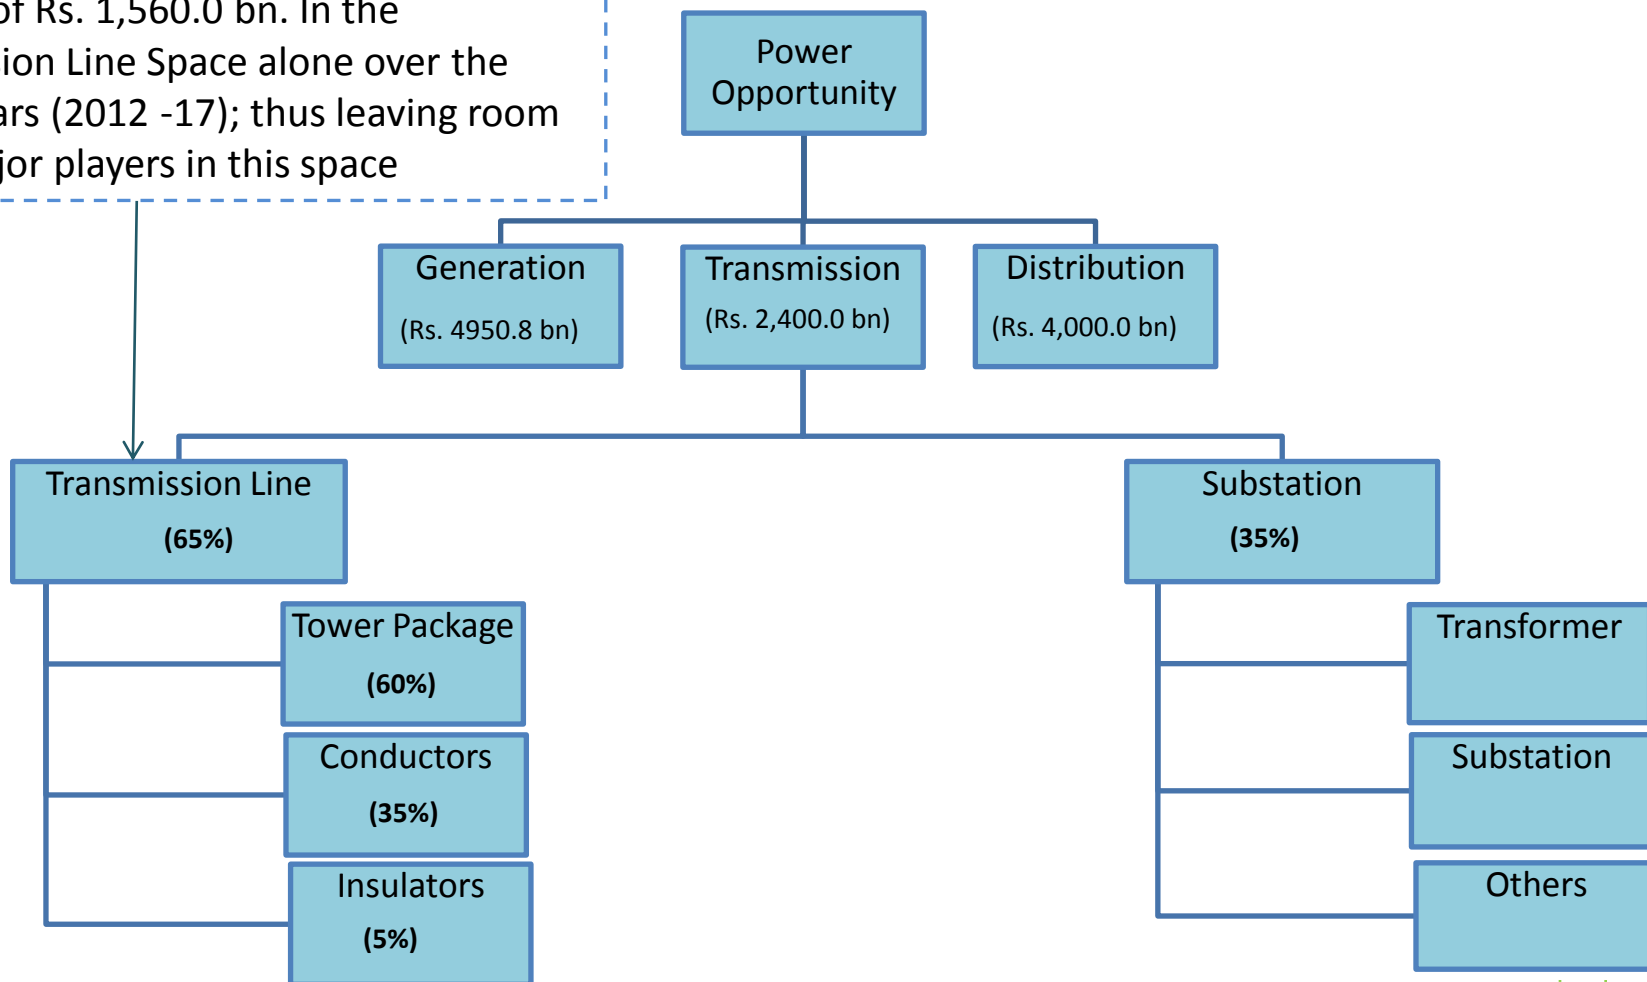 of Rs. 1,560.0 bn. In the
sion Line Space alone over the
ars (2012 -17); thus leaving room
jor players in this space
Power
Opportunity
Generation
(Rs. 4950.8 bn)
Transmission
(Rs. 2,400.0 bn)
Distribution
(Rs. 4,000.0 bn)
Transmission Line
(65%)
Substation
(35%)
Tower Package
(60%)
Conductors
(35%)
Insulators
(5%)
Transformer
Substation
Others